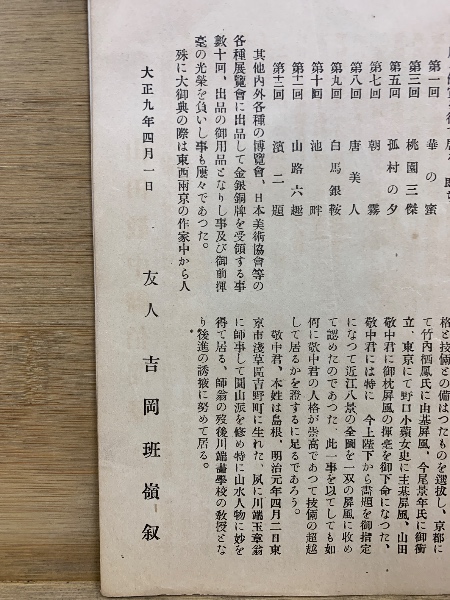 第一回 華の蜜
第三回 桃園三傑
第五回 孤村の夕
第七回 朝霧
第八回 唐美人
第九回 白馬銀鞍
第十回 池畔
第十一回 山路六趣
第十二回 濱二題
其他内外各種の博覽會、日本美術協會等の
各種展覽會に出品して金銀銅牌を受領する事
數十回、出品の御用品となりし事及び御前揮
毫の光榮を負いし事も屢々であつた。
殊に大御典の際は東西兩京の作家中から人
格と技倆との備はつたものを選拔し、京都に
て竹内栖鳳氏に由基屏風、今尾景年氏に御衝
立、東京にて野口小蘋女史に主基屏風、山田
敬中君に御枕屏風の揮毫を御下命になつた、
敬中君には特に 今上陛下から畵題を御指定
になつて近江八景の全圖を一双の屏風に收め
て認めたのであつた、此一事を以てしても如
何に敬中君の人格が崇高であつて技倆の超越
して居るかを證するに足るであろう。
敬中君、本姓は島根、明治元年四月二日東
京市淺草區吉野町に生れた、夙に川端玉章翁
に師事して圓山派を修め特に山水人物に妙を
得て居る、師翁の歿後川端畵學校の敎授とな
り後進の誘掖に努めて居る。
大正九年四月一日
友人 吉岡班嶺叙